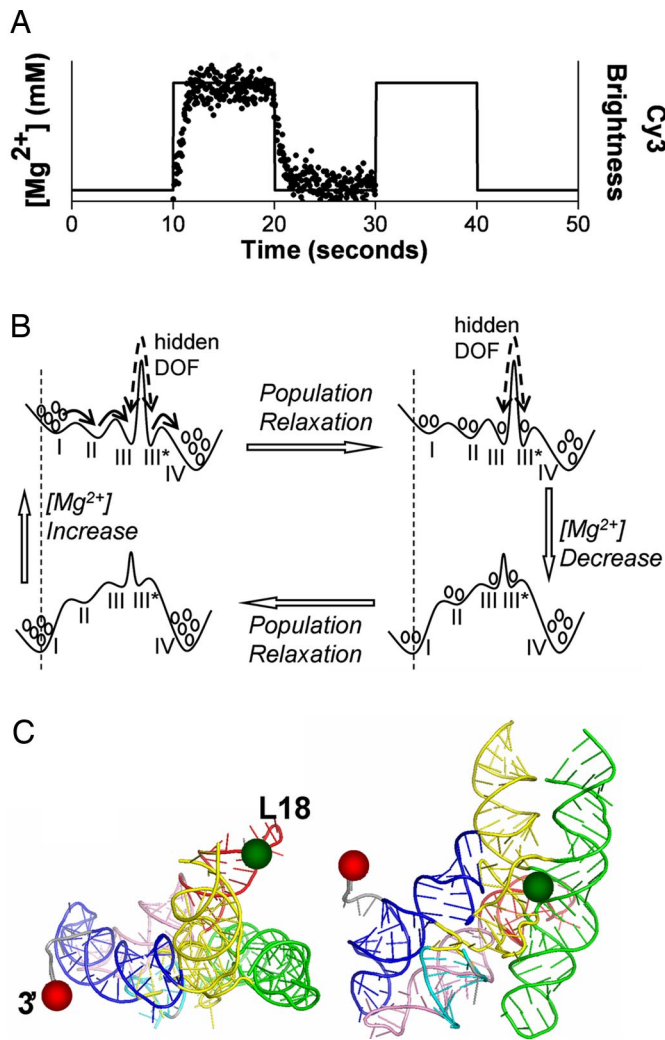 A
[Mg2+] (mM)
Cy3
Brightness
0 10 20 30 40 50
Time (seconds)
B
hidden
DOF
I II III III* IV
Population
Relaxation
hidden
DOF
I II III III* IV
[Mg2+]
Increase
[Mg2+]
Decrease
I II III III* IV
Population
Relaxation
I II III III* IV
C
L18
3'